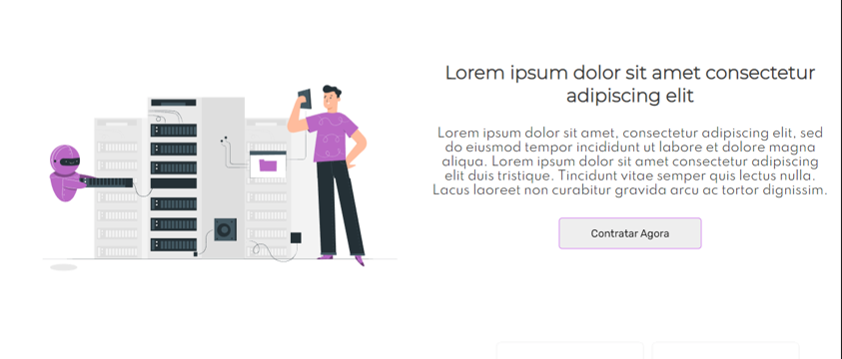 Lorem ipsum dolor sit amet consectetur
adipiscing elit
Lorem ipsum dolor sit amet, consectetur adipiscing elit, sed
do eiusmod tempor incididunt ut labore et dolore magna
aliqua. Lorem ipsum dolor sit amet consectetur adipiscing
elit duis tristique. Tincidunt vitae semper quis lectus nulla.
Lacus laoreet non curabitur gravida arcu ac tortor dignissim.
Contratar Agora